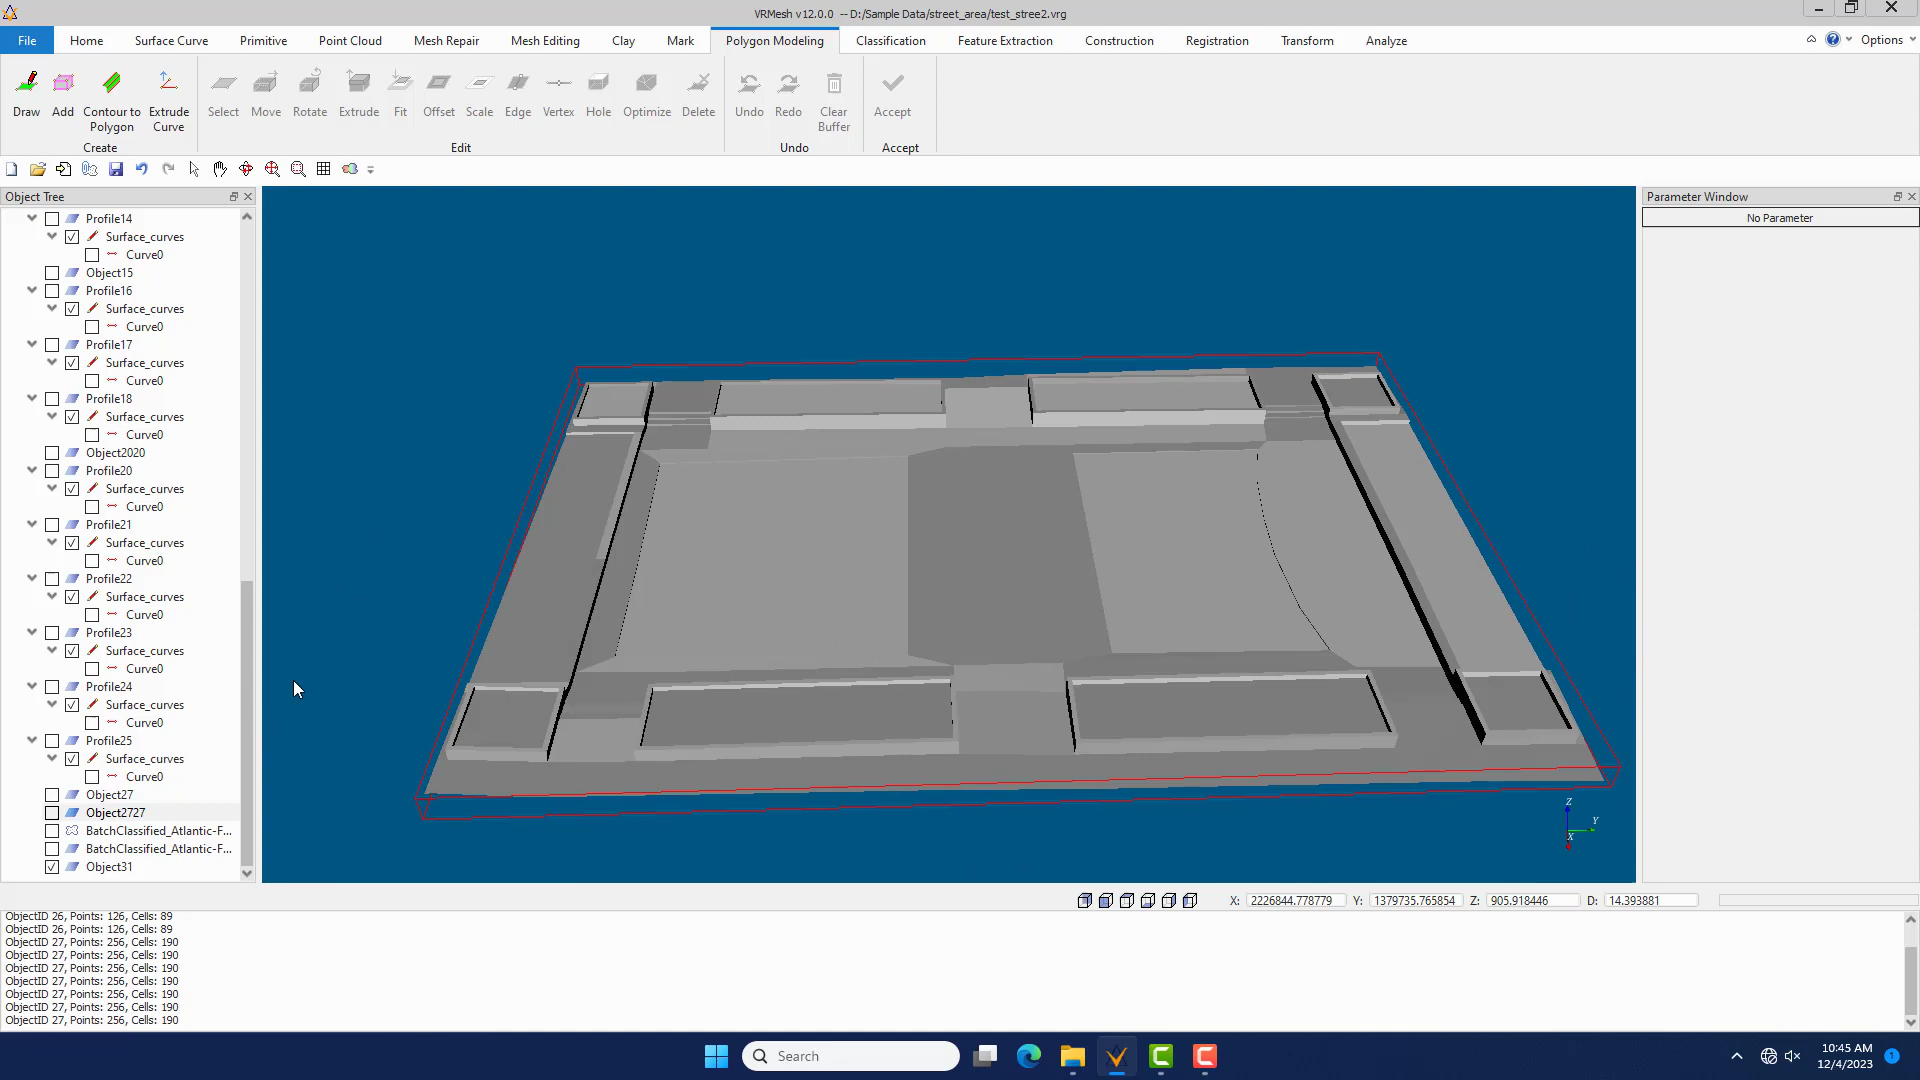 VRMesh v12.0.0 -- D:/Sample Data/street_area/test_stree2.vrg
File Home Surface Curve Primitive Point Cloud Mesh Repair Mesh Editing Clay Mark Polygon Modeling Classification Feature Extraction Construction Registration Transform Analyze Options
Draw Add Contour to Polygon Extrude Curve Select Move Rotate Extrude Fit Offset Scale Edge Vertex Hole Optimize Delete Undo Redo Clear Buffer Accept
Create Edit Undo Accept
Object Tree
Parameter Window
No Parameter
Profile14
Surface_curves
Curve0
Object15
Profile16
Surface_curves
Curve0
Profile17
Surface_curves
Curve0
Profile18
Surface_curves
Curve0
Object2020
Profile20
Surface_curves
Curve0
Profile21
Surface_curves
Curve0
Profile22
Surface_curves
Curve0
Profile23
Surface_curves
Curve0
Profile24
Surface_curves
Curve0
Profile25
Surface_curves
Curve0
Object27
Object2727
BatchClassified_Atlantic-F...
BatchClassified_Atlantic-F...
Object31
Z
Y
X
X: 2226844.778779 Y: 1379735.765854 Z: 905.918446 D: 14.393881
ObjectID 26, Points: 126, Cells: 89
ObjectID 26, Points: 126, Cells: 89
ObjectID 27, Points: 256, Cells: 190
ObjectID 27, Points: 256, Cells: 190
ObjectID 27, Points: 256, Cells: 190
ObjectID 27, Points: 256, Cells: 190
ObjectID 27, Points: 256, Cells: 190
ObjectID 27, Points: 256, Cells: 190
ObjectID 27, Points: 256, Cells: 190
Search
10:45 AM
12/4/2023
1